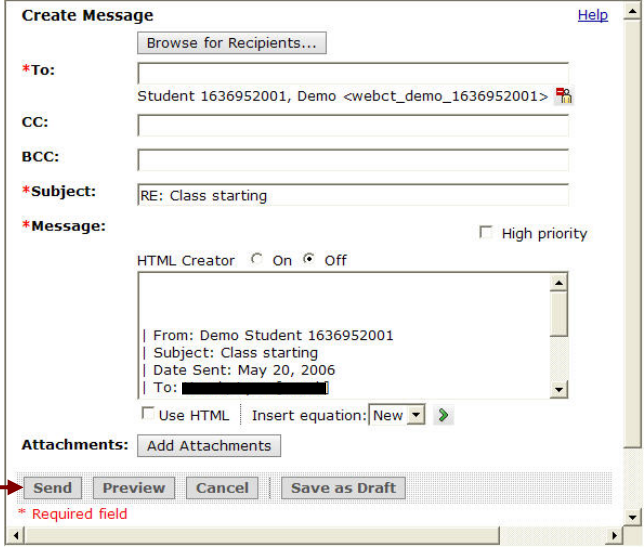 Create Message Help
Browse for Recipients...
*To:
Student 1636952001, Demo <webct_demo_1636952001>
CC:
BCC:
*Subject: RE: Class starting
*Message: High priority
HTML Creator On Off
| From: Demo Student 1636952001
| Subject: Class starting
| Date Sent: May 20, 2006
| To:
Use HTML Insert equation: New
Attachments: Add Attachments
Send Preview Cancel Save as Draft
* Required field